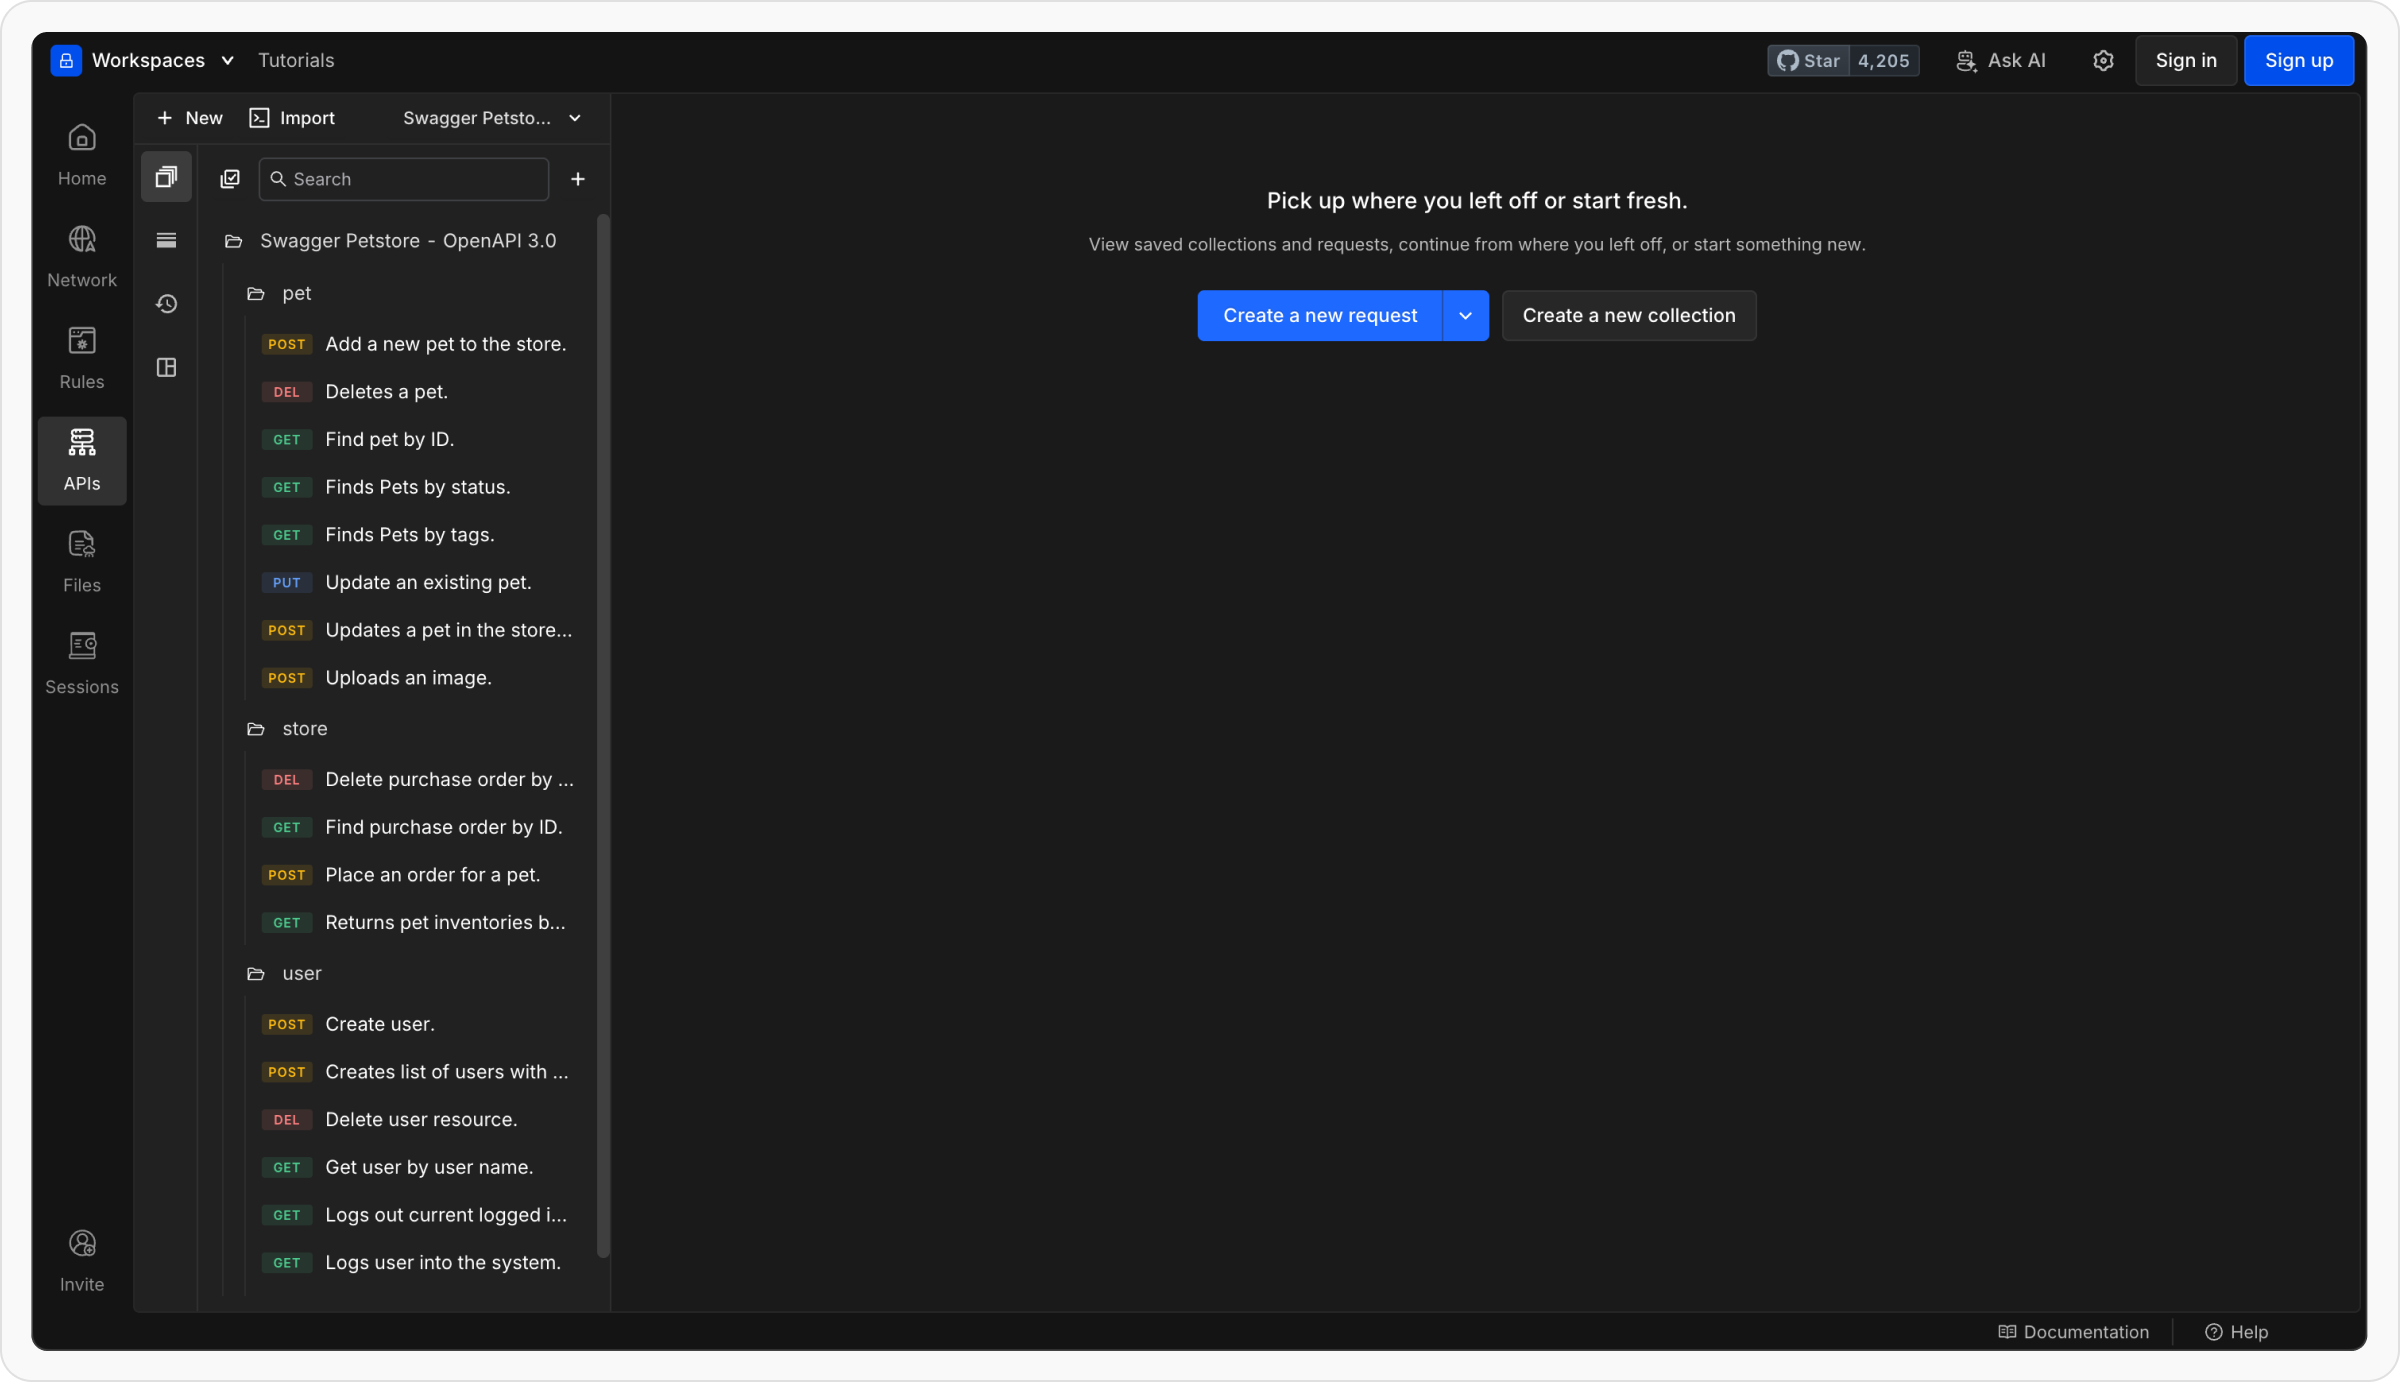 Workspaces
Tutorials
Star 4,205
Ask AI
Sign in
Sign up
Home
Network
Rules
APIs
Files
Sessions
Invite
New
Import
Swagger Petsto...
Search
Swagger Petstore - OpenAPI 3.0
pet
POST Add a new pet to the store.
DEL Deletes a pet.
GET Find pet by ID.
GET Finds Pets by status.
GET Finds Pets by tags.
PUT Update an existing pet.
POST Updates a pet in the store...
POST Uploads an image.
store
DEL Delete purchase order by ...
GET Find purchase order by ID.
POST Place an order for a pet.
GET Returns pet inventories b...
user
POST Create user.
POST Creates list of users with ...
DEL Delete user resource.
GET Get user by user name.
GET Logs out current logged i...
GET Logs user into the system.
Pick up where you left off or start fresh.
View saved collections and requests, continue from where you left off, or start something new.
Create a new request
Create a new collection
Documentation
Help